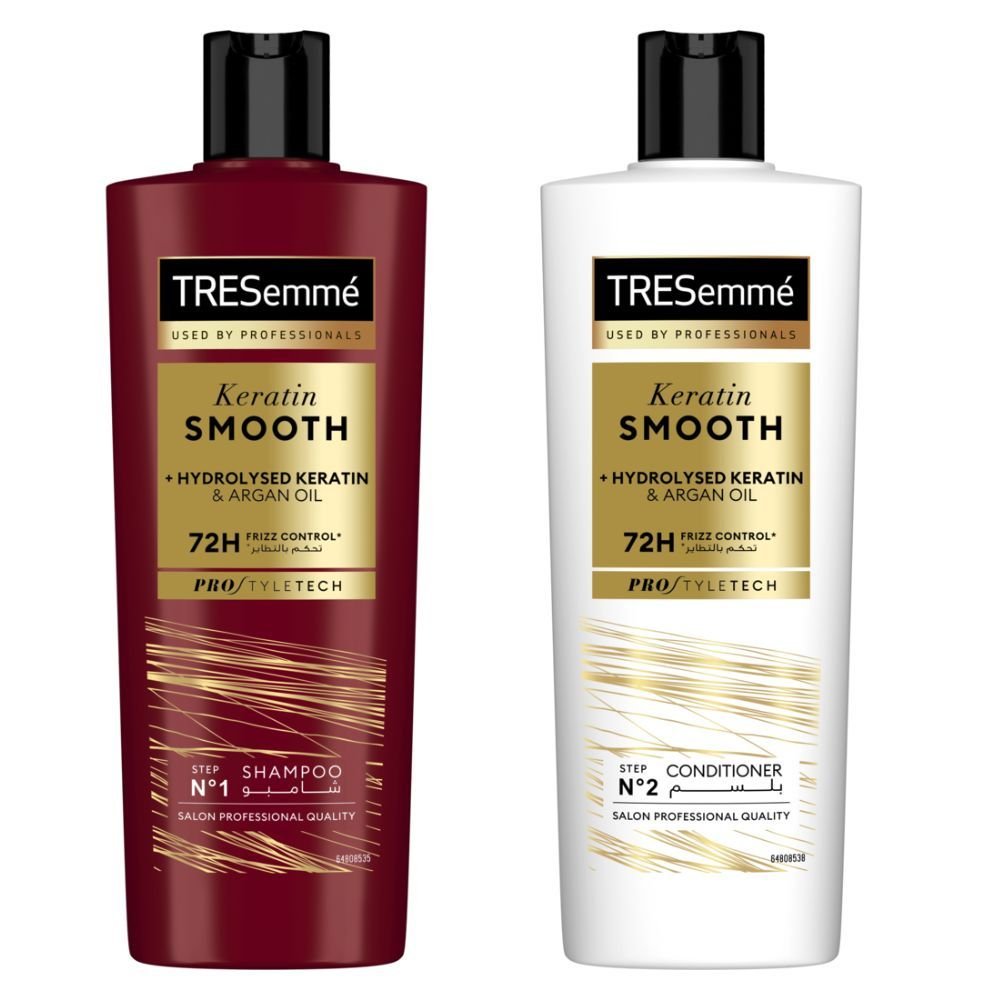 TRESemmé
USED BY PROFESSIONALS
Keratin
SMOOTH
+ HYDROLYSED KERATIN
& ARGAN OIL
72H FRIZZ CONTROL*
تحكم بالتطاير*
PROSTYLETECH
STEP
Nº1
SHAMPOO
شامبو
SALON PROFESSIONAL QUALITY
64808535
TRESemmé
USED BY PROFESSIONALS
Keratin
SMOOTH
+ HYDROLYSED KERATIN
& ARGAN OIL
72H FRIZZ CONTROL*
تحكم بالتطاير*
PROSTYLETECH
STEP
Nº2
CONDITIONER
بلسم
SALON PROFESSIONAL QUALITY
64808538